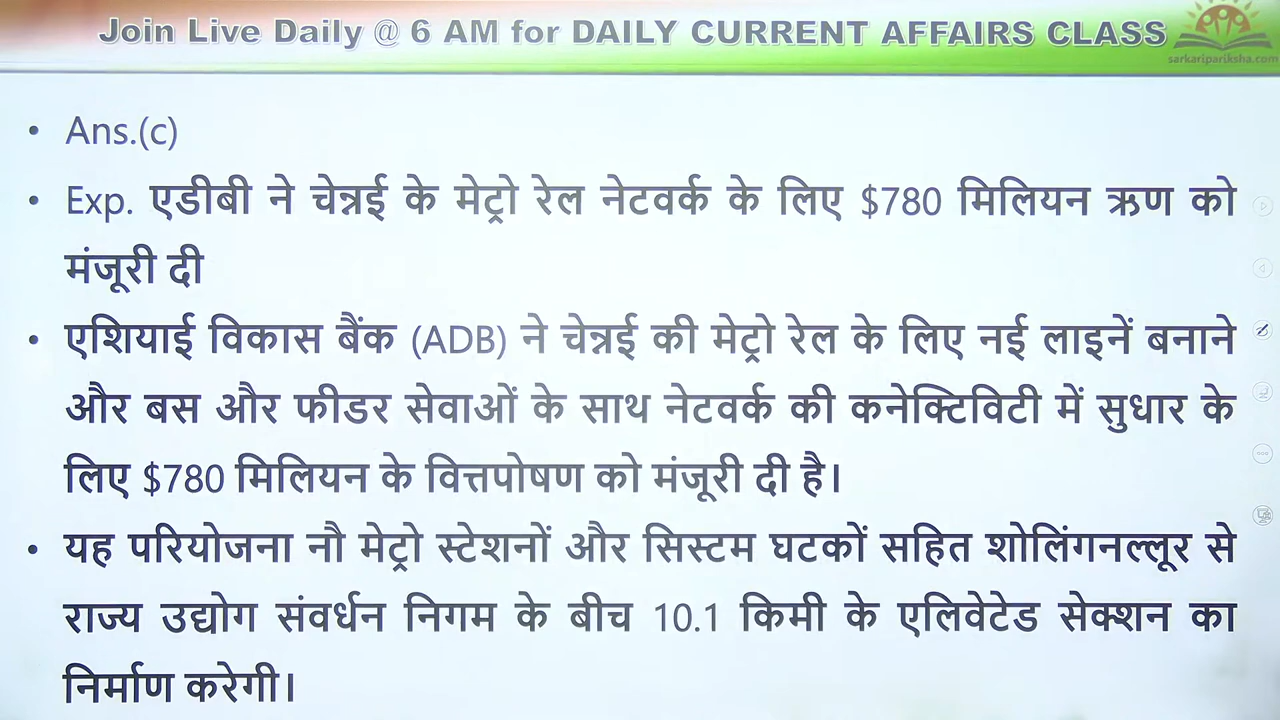 Join Live Daily @ 6 AM for DAILY CURRENT AFFAIRS CLASS
sarkaripariksha.com
• Ans.(c)
• Exp. एडीबी ने चेन्नई के मेट्रो रेल नेटवर्क के लिए $780 मिलियन ऋण को
मंजूरी दी
• एशियाई विकास बैंक (ADB) ने चेन्नई की मेट्रो रेल के लिए नई लाइनें बनाने
और बस और फीडर सेवाओं के साथ नेटवर्क की कनेक्टिविटी में सुधार के
लिए $780 मिलियन के वित्तपोषण को मंजूरी दी है।
• यह परियोजना नौ मेट्रो स्टेशनों और सिस्टम घटकों सहित शोलिंगनल्लूर से
राज्य उद्योग संवर्धन निगम के बीच 10.1 किमी के एलिवेटेड सेक्शन का
निर्माण करेगी।